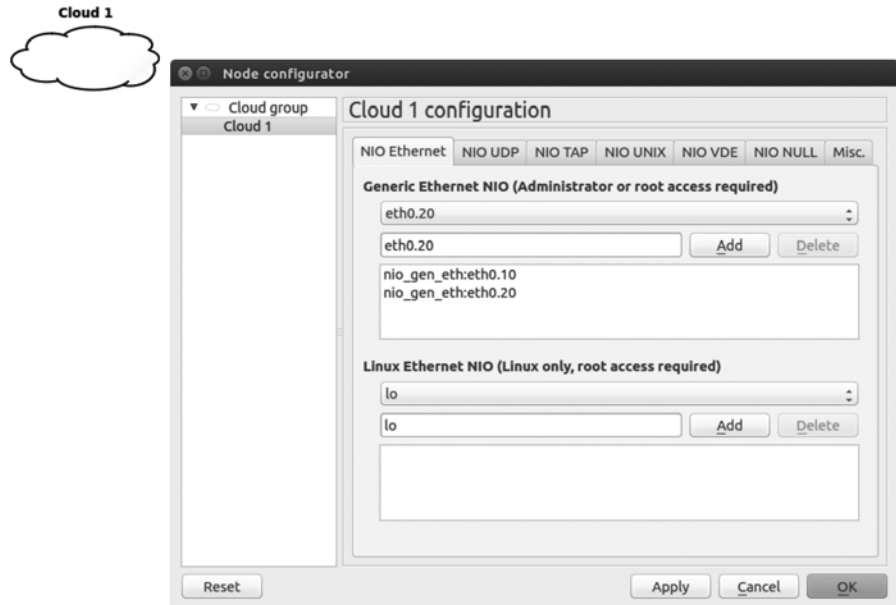 Cloud 1
Node configurator
Cloud group
Cloud 1
Cloud 1 configuration
NIO Ethernet NIO UDP NIO TAP NIO UNIX NIO VDE NIO NULL Misc.
Generic Ethernet NIO (Administrator or root access required)
eth0.20
eth0.20 Add Delete
nio_gen_eth:eth0.10
nio_gen_eth:eth0.20
Linux Ethernet NIO (Linux only, root access required)
lo
lo Add Delete
Reset Apply Cancel OK